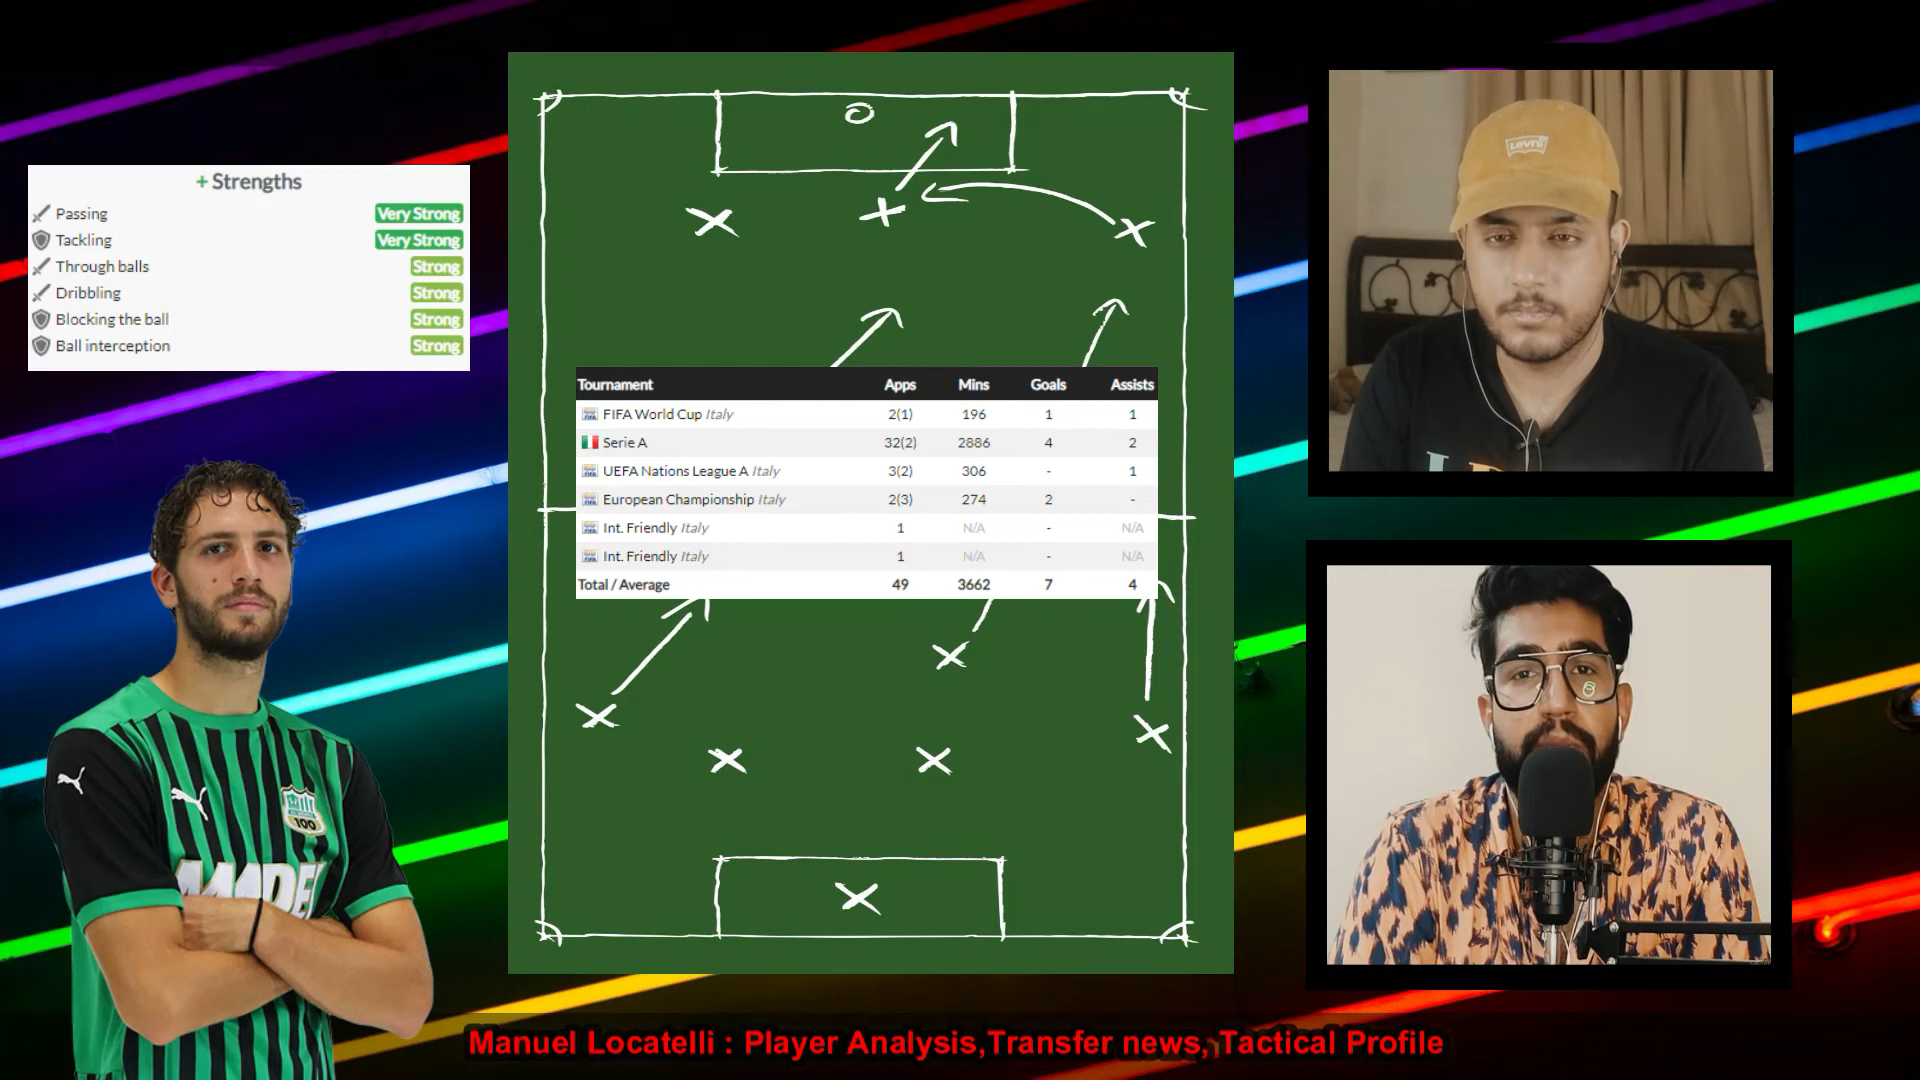 + Strengths
Passing Very Strong
Tackling Very Strong
Through balls Strong
Dribbling Strong
Blocking the ball Strong
Ball interception Strong
Tournament Apps Mins Goals Assists
FIFA World Cup Italy 2(1) 196 1 1
Serie A 32(2) 2886 4 2
UEFA Nations League A Italy 3(2) 306 - 1
European Championship Italy 2(3) 274 2 -
Int. Friendly Italy 1 N/A - N/A
Int. Friendly Italy 1 N/A - N/A
Total / Average 49 3662 7 4
Levi's
100
Manuel Locatelli : Player Analysis,Transfer news, Tactical Profile